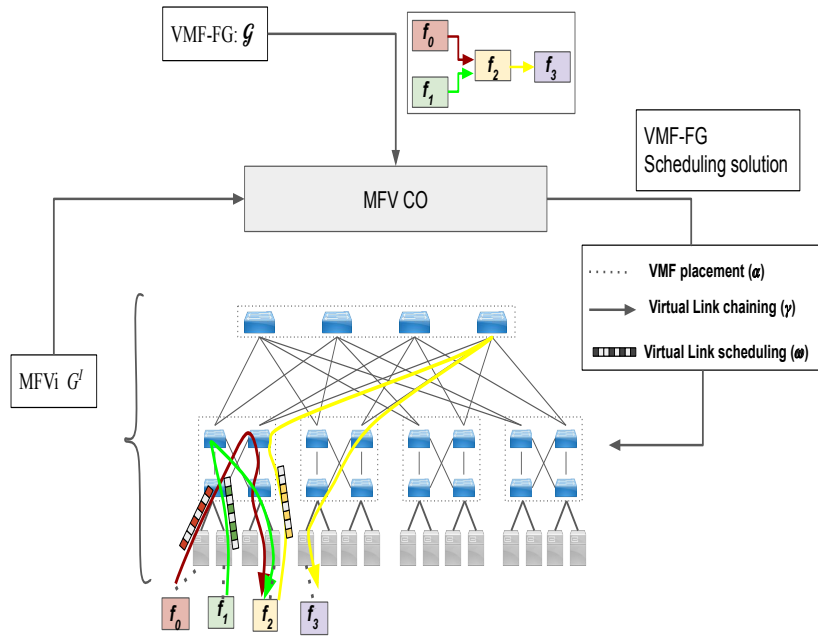 VMF-FG: 𝒢
f0
f1
f2
f3
VMF-FG
Scheduling solution
MFV CO
VMF placement (α)
Virtual Link chaining (γ)
Virtual Link scheduling (ω)
MFVi G^I
f0
f1
f2
f3